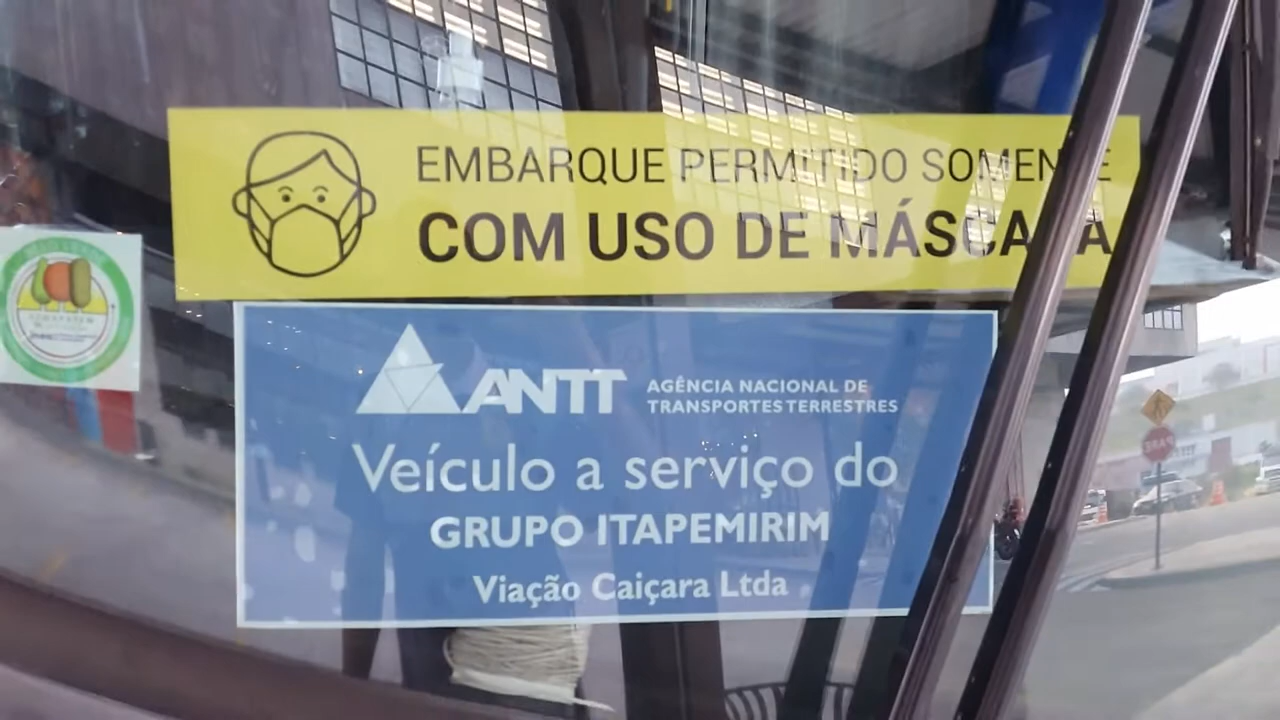 EMBARQUE PERMITIDO SOMENTE
COM USO DE MÁSCARA
ANTT
AGÊNCIA NACIONAL DE
TRANSPORTES TERRESTRES
Veículo a serviço do
GRUPO ITAPEMIRIM
Viação Caiçara Ltda